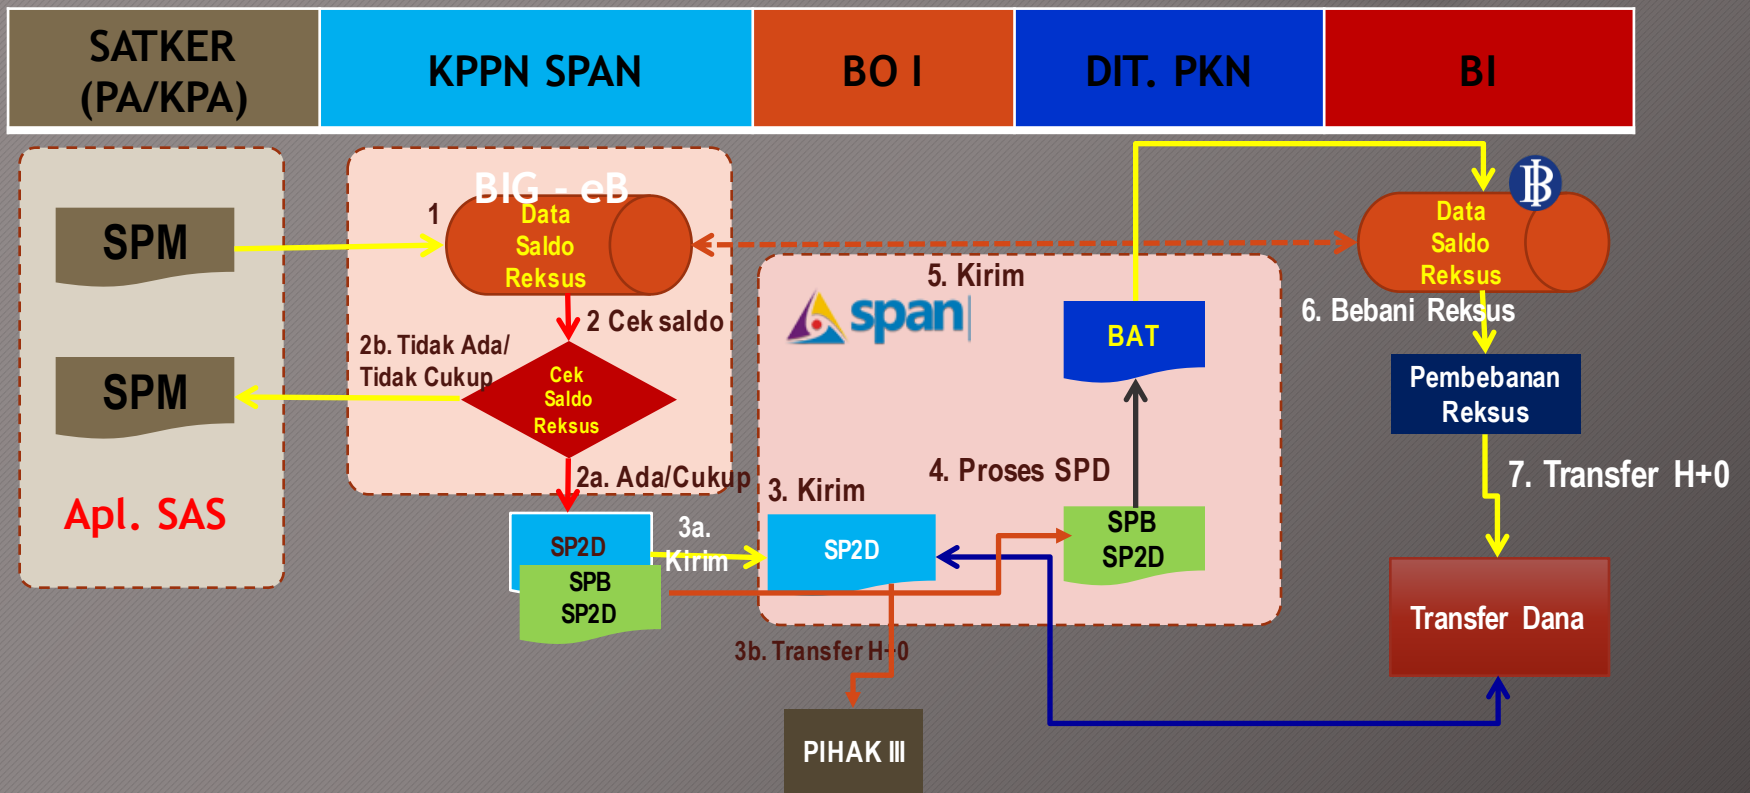 SATKER
(PA/KPA)
KPPN SPAN
BO I
DIT. PKN
BI
SPM
SPM
Apl. SAS
1
BIG - eB
Data
Saldo
Reksus
2 Cek saldo
2b. Tidak Ada/
Tidak Cukup
Cek
Saldo
Reksus
2a. Ada/Cukup
SP2D
SPB
SP2D
3a.
Kirim
3. Kirim
SP2D
3b. Transfer H+0
PIHAK III
span
5. Kirim
BAT
4. Proses SPD
SPB
SP2D
Data
Saldo
Reksus
6. Bebani Reksus
Pembebanan
Reksus
7. Transfer H+0
Transfer Dana